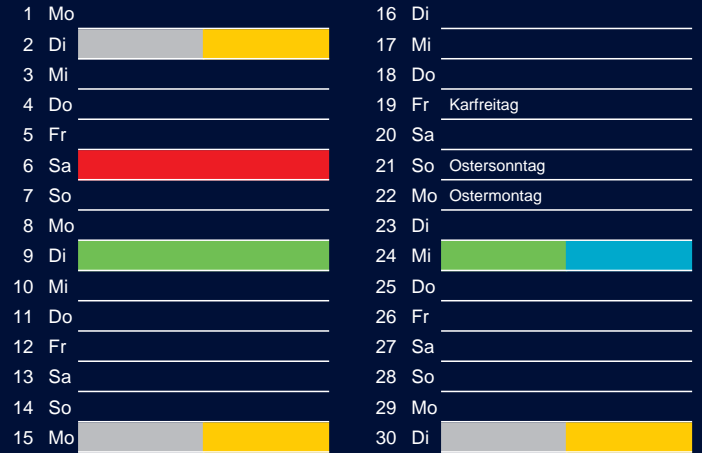 1 Mo
2 Di
3 Mi
4 Do
5 Fr
6 Sa
7 So
8 Mo
9 Di
10 Mi
11 Do
12 Fr
13 Sa
14 So
15 Mo
16 Di
17 Mi
18 Do
19 Fr Karfreitag
20 Sa
21 So Ostersonntag
22 Mo Ostermontag
23 Di
24 Mi
25 Do
26 Fr
27 Sa
28 So
29 Mo
30 Di